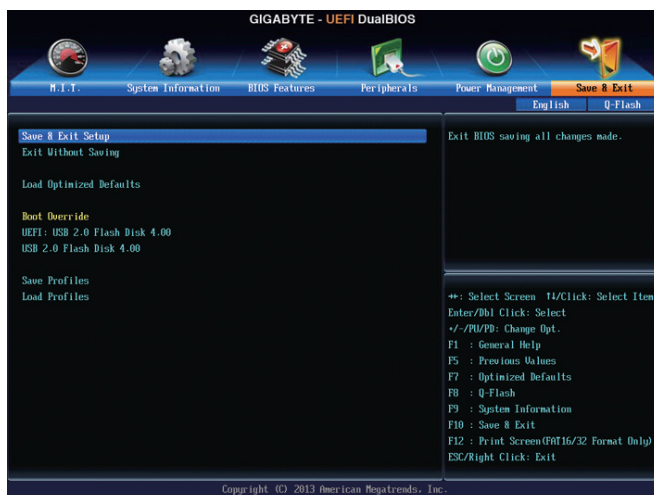 GIGABYTE - UEFI DualBIOS
M.I.T.
System Information
BIOS Features
Peripherals
Power Management
Save & Exit
English
Q-Flash
Save & Exit Setup
Exit Without Saving
Load Optimized Defaults
Boot Override
UEFI: USB 2.0 Flash Disk 4.00
USB 2.0 Flash Disk 4.00
Save Profiles
Load Profiles
Exit BIOS saving all changes made.
→←: Select Screen ↑↓/Click: Select Item
Enter/Dbl Click: Select
+/-/PU/PD: Change Opt.
F1 : General Help
F5 : Previous Values
F7 : Optimized Defaults
F8 : Q-Flash
F9 : System Information
F10 : Save & Exit
F12 : Print Screen(FAT16/32 Format Only)
ESC/Right Click: Exit
Copyright (C) 2013 American Megatrends, Inc.